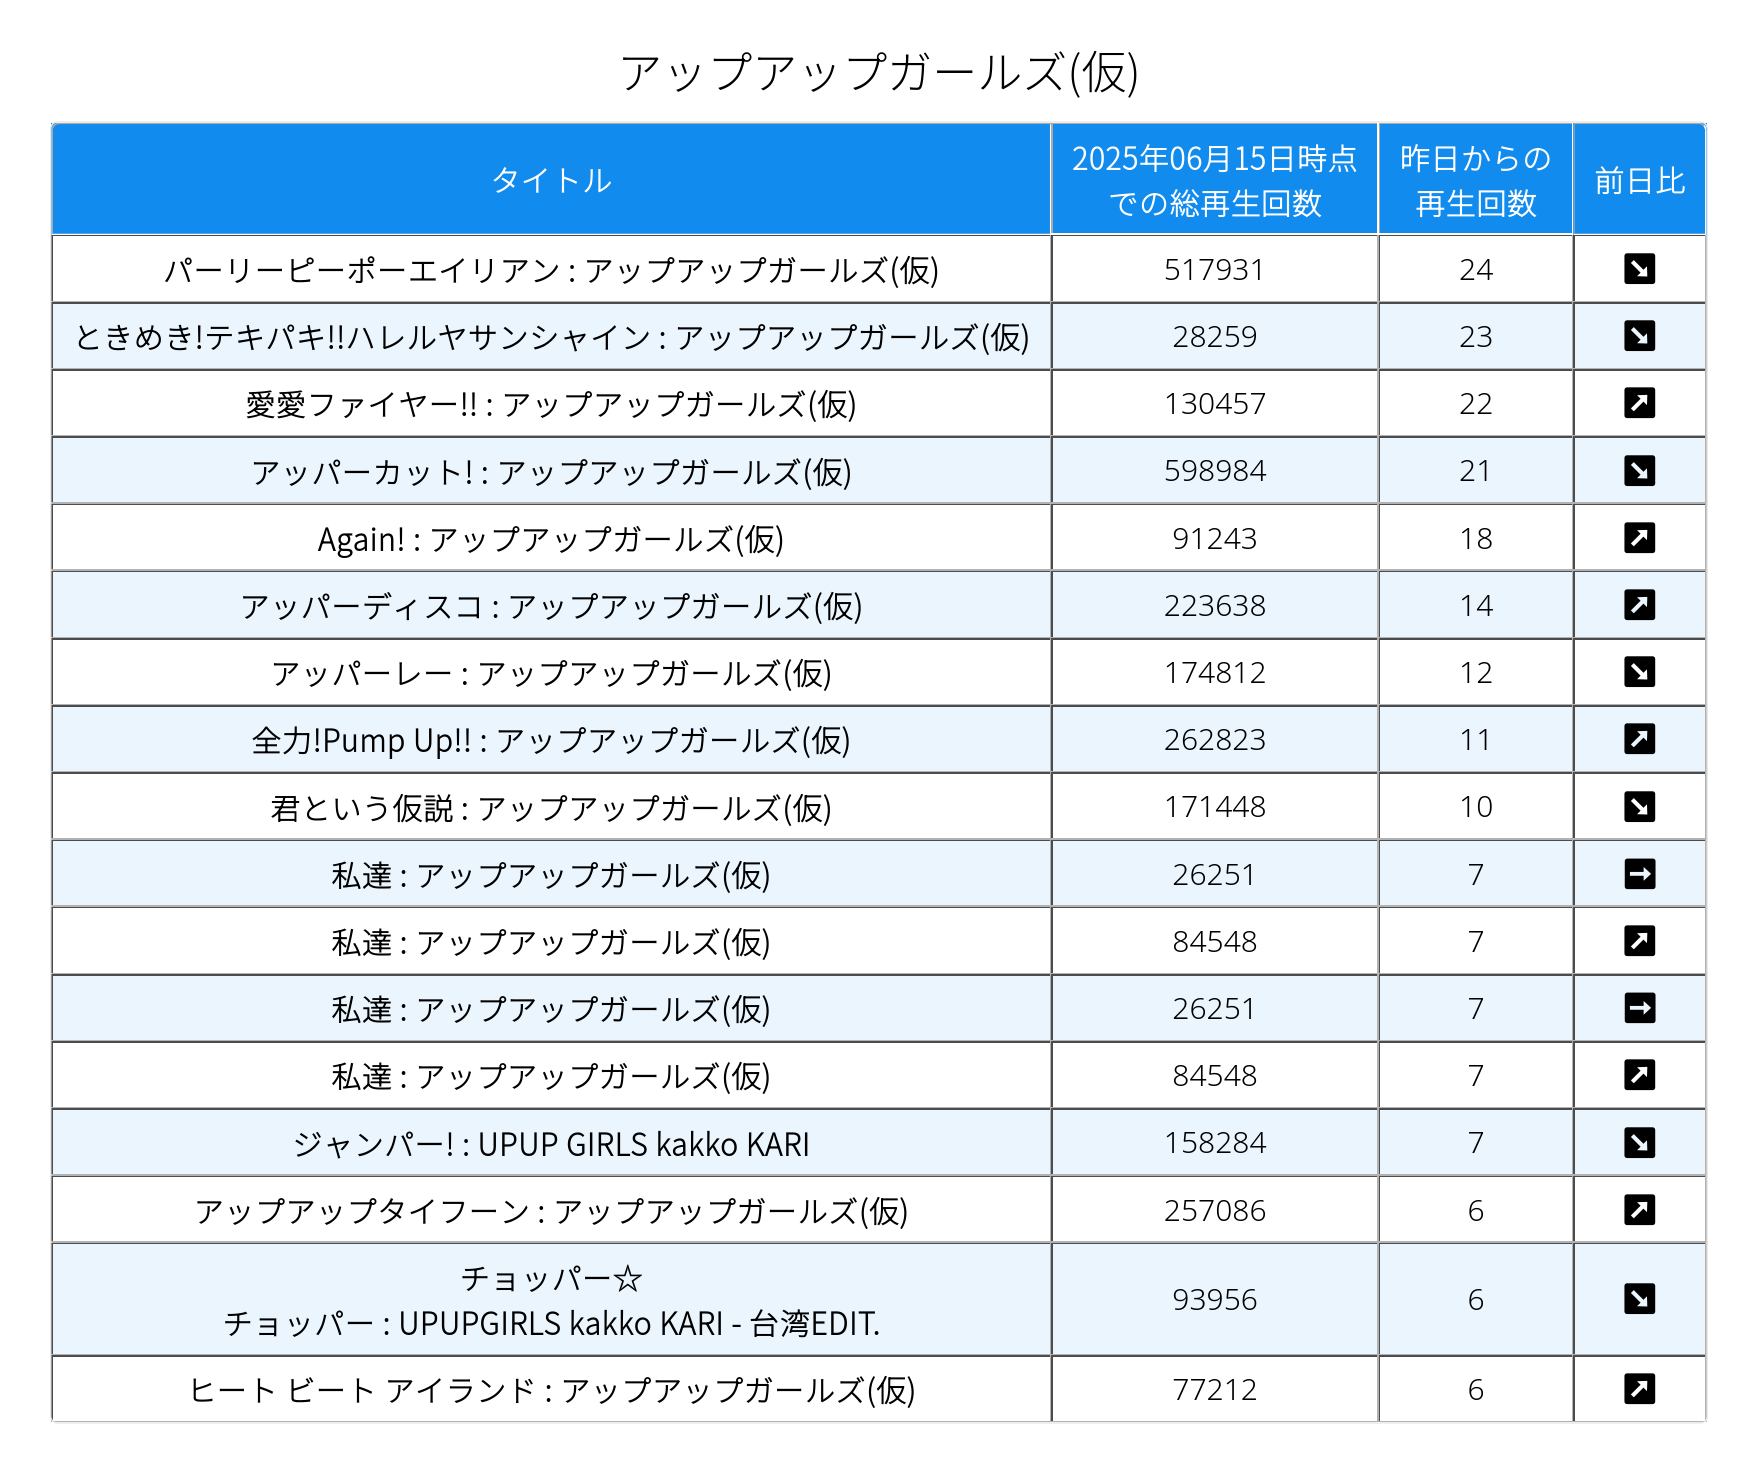 アップアップガールズ(仮)
タイトル
2025年06月15日時点
での総再生回数
昨日からの
再生回数
前日比
パーリーピーポーエイリアン : アップアップガールズ(仮) 517931 24 ↘
ときめき!テキパキ!!ハレルヤサンシャイン : アップアップガールズ(仮) 28259 23 ↘
愛愛ファイヤー!! : アップアップガールズ(仮) 130457 22 ↗
アッパーカット! : アップアップガールズ(仮) 598984 21 ↘
Again! : アップアップガールズ(仮) 91243 18 ↗
アッパーディスコ : アップアップガールズ(仮) 223638 14 ↗
アッパーレー : アップアップガールズ(仮) 174812 12 ↘
全力!Pump Up!! : アップアップガールズ(仮) 262823 11 ↗
君という仮説 : アップアップガールズ(仮) 171448 10 ↘
私達 : アップアップガールズ(仮) 26251 7 →
私達 : アップアップガールズ(仮) 84548 7 ↗
私達 : アップアップガールズ(仮) 26251 7 →
私達 : アップアップガールズ(仮) 84548 7 ↗
ジャンパー! : UPUP GIRLS kakko KARI 158284 7 ↘
アップアップタイフーン : アップアップガールズ(仮) 257086 6 ↗
チョッパー☆
チョッパー : UPUPGIRLS kakko KARI - 台湾EDIT. 93956 6 ↘
ヒート ビート アイランド : アップアップガールズ(仮) 77212 6 ↗